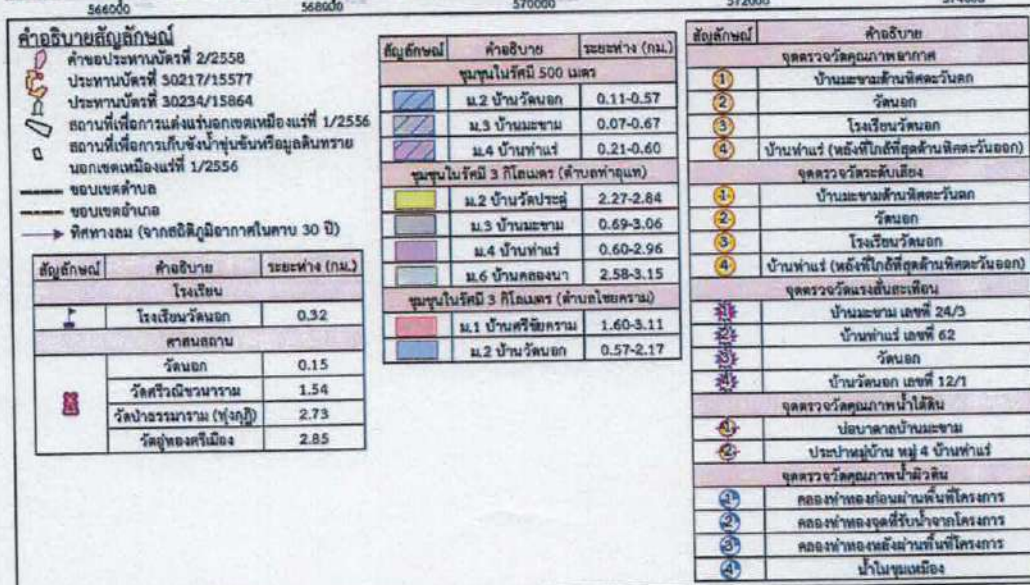 566000 568000 570000 572000 574000
คำอธิบายสัญลักษณ์
คำขอประทานบัตรที่ 2/2558
ประทานบัตรที่ 30217/15577
ประทานบัตรที่ 30234/15864
สถานที่เพื่อการแต่งแร่นอกเขตเหมืองแร่ที่ 1/2556
สถานที่เพื่อการเก็บขังน้ำขุ่นข้นหรือมูลดินทราย
นอกเขตเหมืองแร่ที่ 1/2556
ขอบเขตตำบล
ขอบเขตอำเภอ
ทิศทางลม (จากสถิติภูมิอากาศในคาบ 30 ปี)
สัญลักษณ์ คำอธิบาย ระยะห่าง (กม.)
โรงเรียน
โรงเรียนวัดนอก 0.32
ศาสนสถาน
วัดนอก 0.15
วัดศรีวณิชวนาราม 1.54
วัดป่าธรรมาราม (ทุ่งกุฎิ) 2.73
วัดอู่ทองศรีเมือง 2.85
สัญลักษณ์ คำอธิบาย ระยะห่าง (กม.)
ชุมชนในรัศมี 500 เมตร
ม.2 บ้านวัดนอก 0.11-0.57
ม.3 บ้านมะขาม 0.07-0.67
ม.4 บ้านท่าแร่ 0.21-0.60
ชุมชนในรัศมี 3 กิโลเมตร (ตำบลท่าอุแท)
ม.2 บ้านวัดประดู่ 2.27-2.84
ม.3 บ้านมะขาม 0.69-3.06
ม.4 บ้านท่าแร่ 0.60-2.96
ม.6 บ้านคลองนา 2.58-3.15
ชุมชนในรัศมี 3 กิโลเมตร (ตำบลไชยคราม)
ม.1 บ้านศรีชัยคราม 1.60-3.11
ม.2 บ้านวัดนอก 0.57-2.17
สัญลักษณ์ คำอธิบาย
จุดตรวจวัดคุณภาพอากาศ
1 บ้านมะขามด้านทิศตะวันตก
2 วัดนอก
3 โรงเรียนวัดนอก
4 บ้านท่าแร่ (หลังที่ใกล้ที่สุดด้านทิศตะวันออก)
จุดตรวจวัดระดับเสียง
1 บ้านมะขามด้านทิศตะวันตก
2 วัดนอก
3 โรงเรียนวัดนอก
4 บ้านท่าแร่ (หลังที่ใกล้ที่สุดด้านทิศตะวันออก)
จุดตรวจวัดแรงสั่นสะเทือน
1 บ้านมะขาม เลขที่ 24/3
2 บ้านท่าแร่ เลขที่ 62
3 วัดนอก
4 บ้านวัดนอก เลขที่ 12/1
จุดตรวจวัดคุณภาพน้ำใต้ดิน
1 บ่อบาดาลบ้านมะขาม
2 ประปาหมู่บ้าน หมู่ 4 บ้านท่าแร่
จุดตรวจวัดคุณภาพน้ำผิวดิน
1 คลองท่าทองก่อนผ่านพื้นที่โครงการ
2 คลองท่าทองจุดที่รับน้ำจากโครงการ
3 คลองท่าทองหลังผ่านพื้นที่โครงการ
4 น้ำในขุมเหมือง